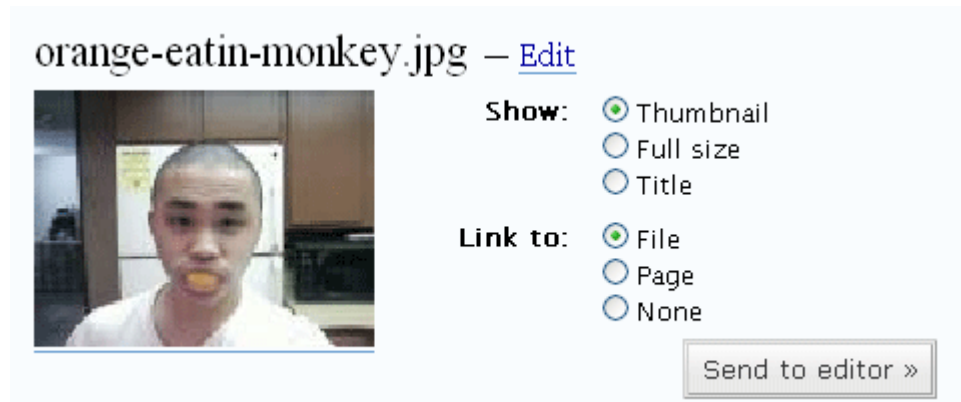 orange-eatin-monkey.jpg – Edit
Show:
Thumbnail
Full size
Title
Link to:
File
Page
None
Send to editor »